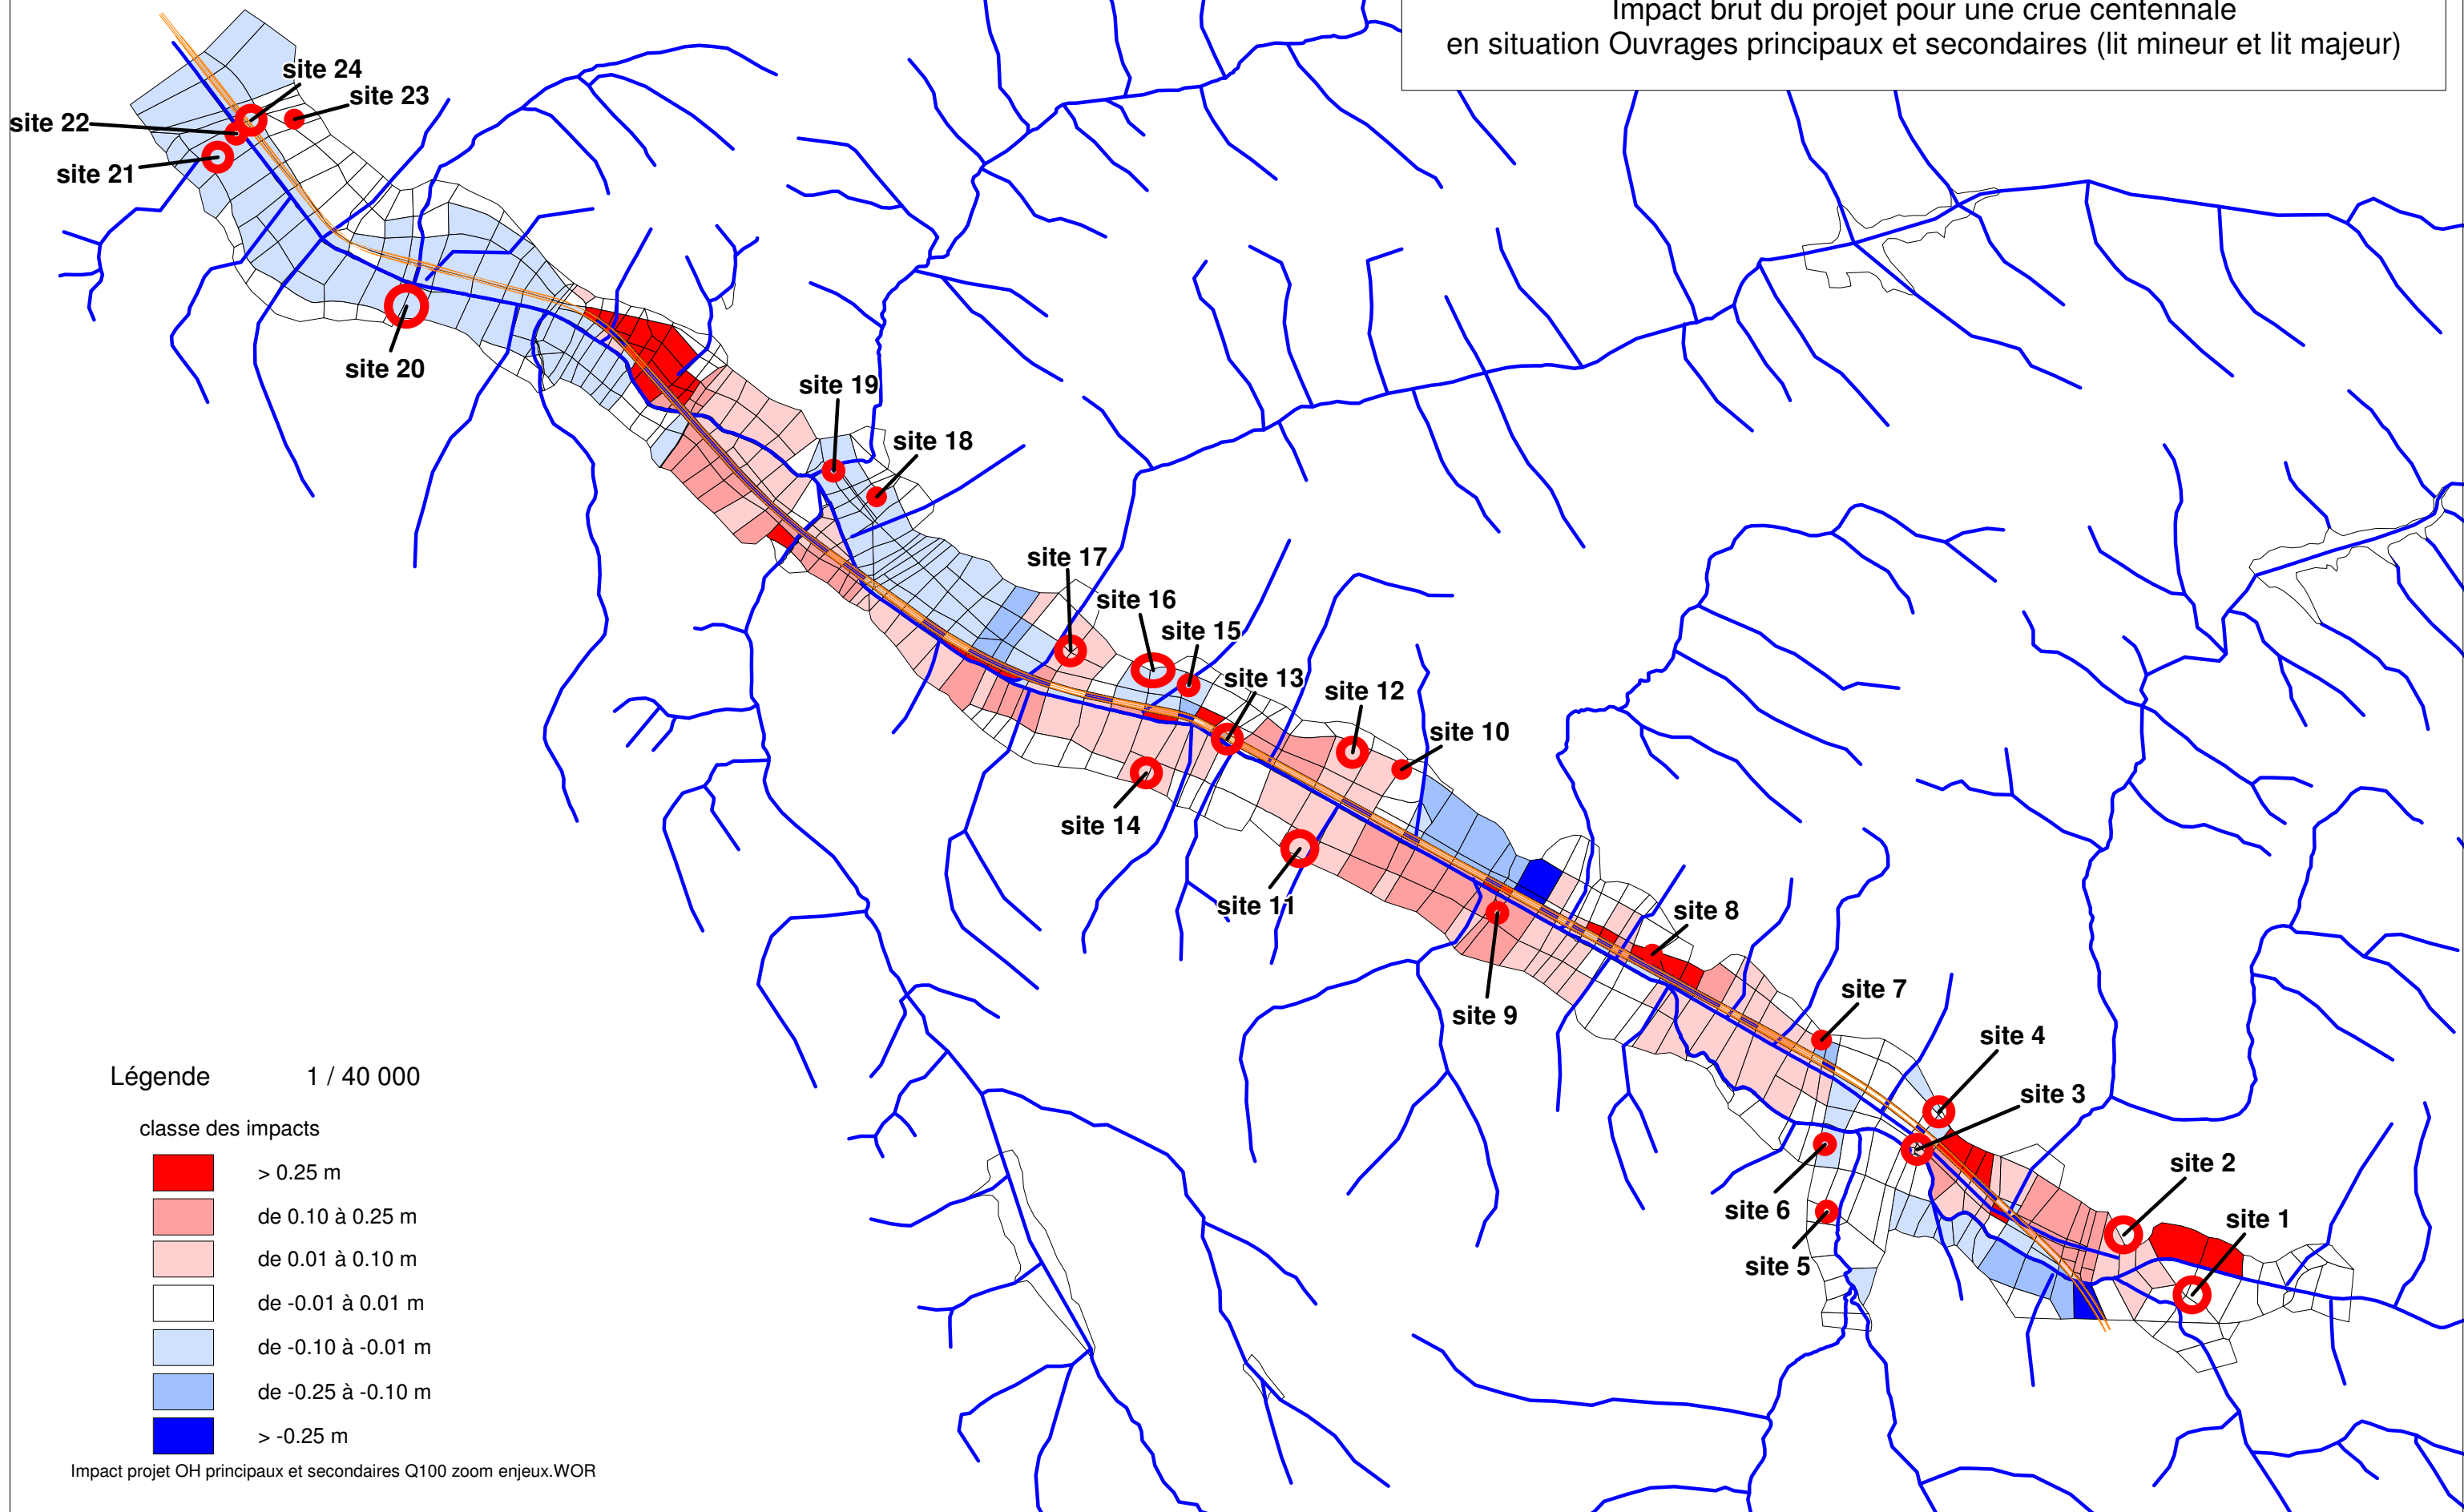 Impact brut du projet pour une crue centennale
en situation Ouvrages principaux et secondaires (lit mineur et lit majeur)
site 24
site 23
site 22
site 21
site 20
site 19
site 18
site 17
site 16
site 15
site 13
site 12
site 10
site 14
site 11
site 8
site 9
site 7
site 4
site 3
site 6
site 2
site 1
site 5
Légende 1 / 40 000
classe des impacts
> 0.25 m
de 0.10 à 0.25 m
de 0.01 à 0.10 m
de -0.01 à 0.01 m
de -0.10 à -0.01 m
de -0.25 à -0.10 m
> -0.25 m
Impact projet OH principaux et secondaires Q100 zoom enjeux.WOR